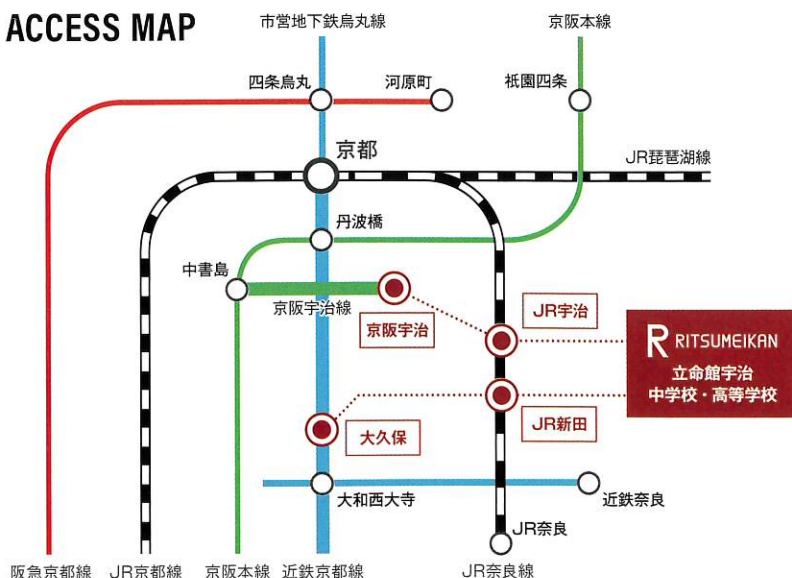 ACCESS MAP
市営地下鉄烏丸線
京阪本線
四条烏丸
河原町
祇園四条
京都
JR琵琶湖線
丹波橋
中書島
京阪宇治線
京阪宇治
JR宇治
R RITSUMEIKAN
立命館宇治
中学校・高等学校
大久保
JR新田
大和西大寺
近鉄奈良
JR奈良
阪急京都線
JR京都線
京阪本線
近鉄京都線
JR奈良線